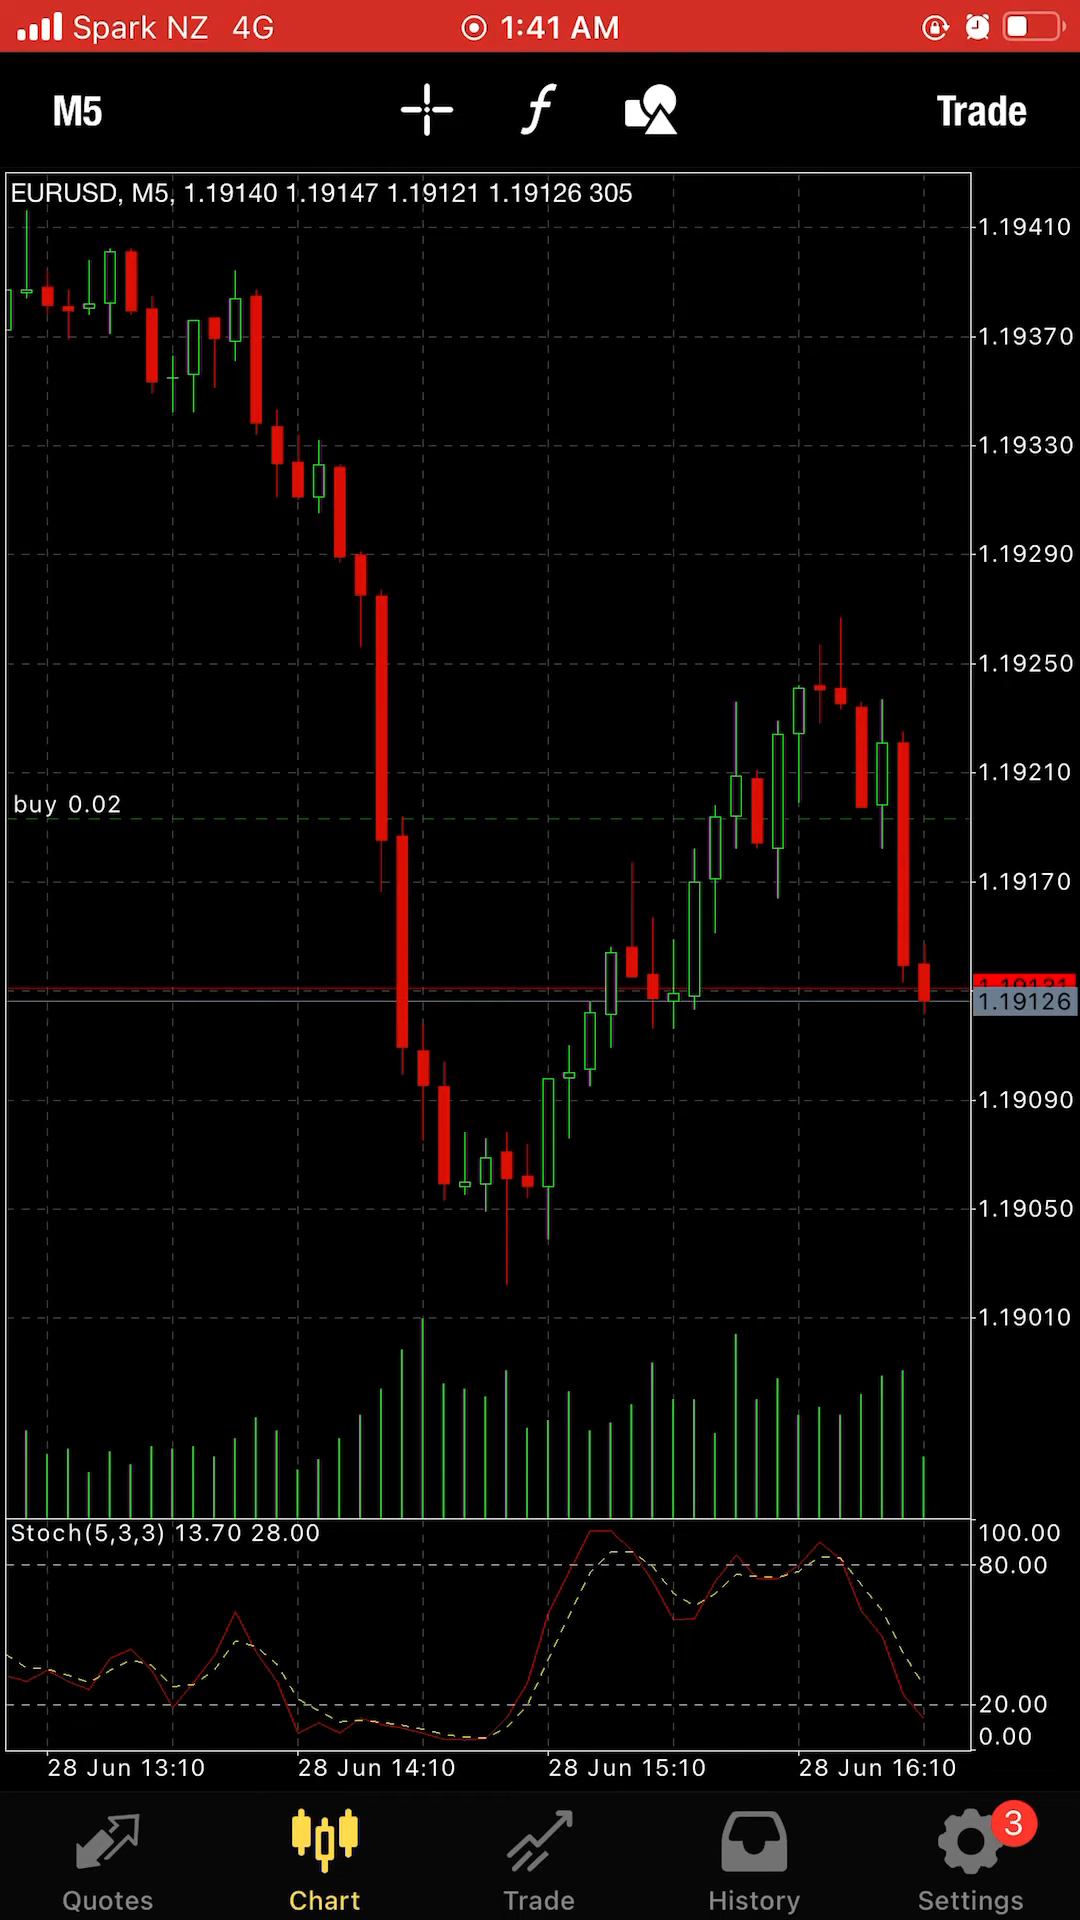 Spark NZ 4G 1:41 AM
M5 f Trade
EURUSD, M5, 1.19140 1.19147 1.19121 1.19126 305
1.19410
1.19370
1.19330
1.19290
1.19250
1.19210
buy 0.02
1.19170
1.19131
1.19126
1.19090
1.19050
1.19010
Stoch(5,3,3) 13.70 28.00
100.00
80.00
20.00
0.00
28 Jun 13:10 28 Jun 14:10 28 Jun 15:10 28 Jun 16:10
3
Quotes Chart Trade History Settings